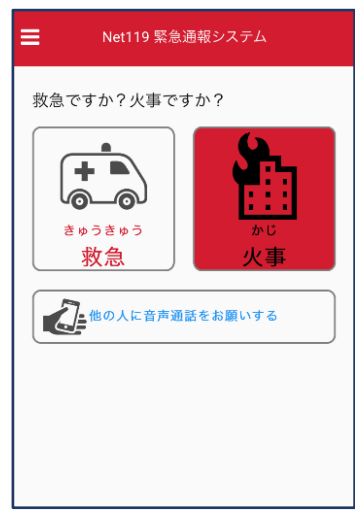 Net119 緊急通報システム
救急ですか？火事ですか？
きゅうきゅう
救急
かじ
火事
他の人に音声通話をお願いする